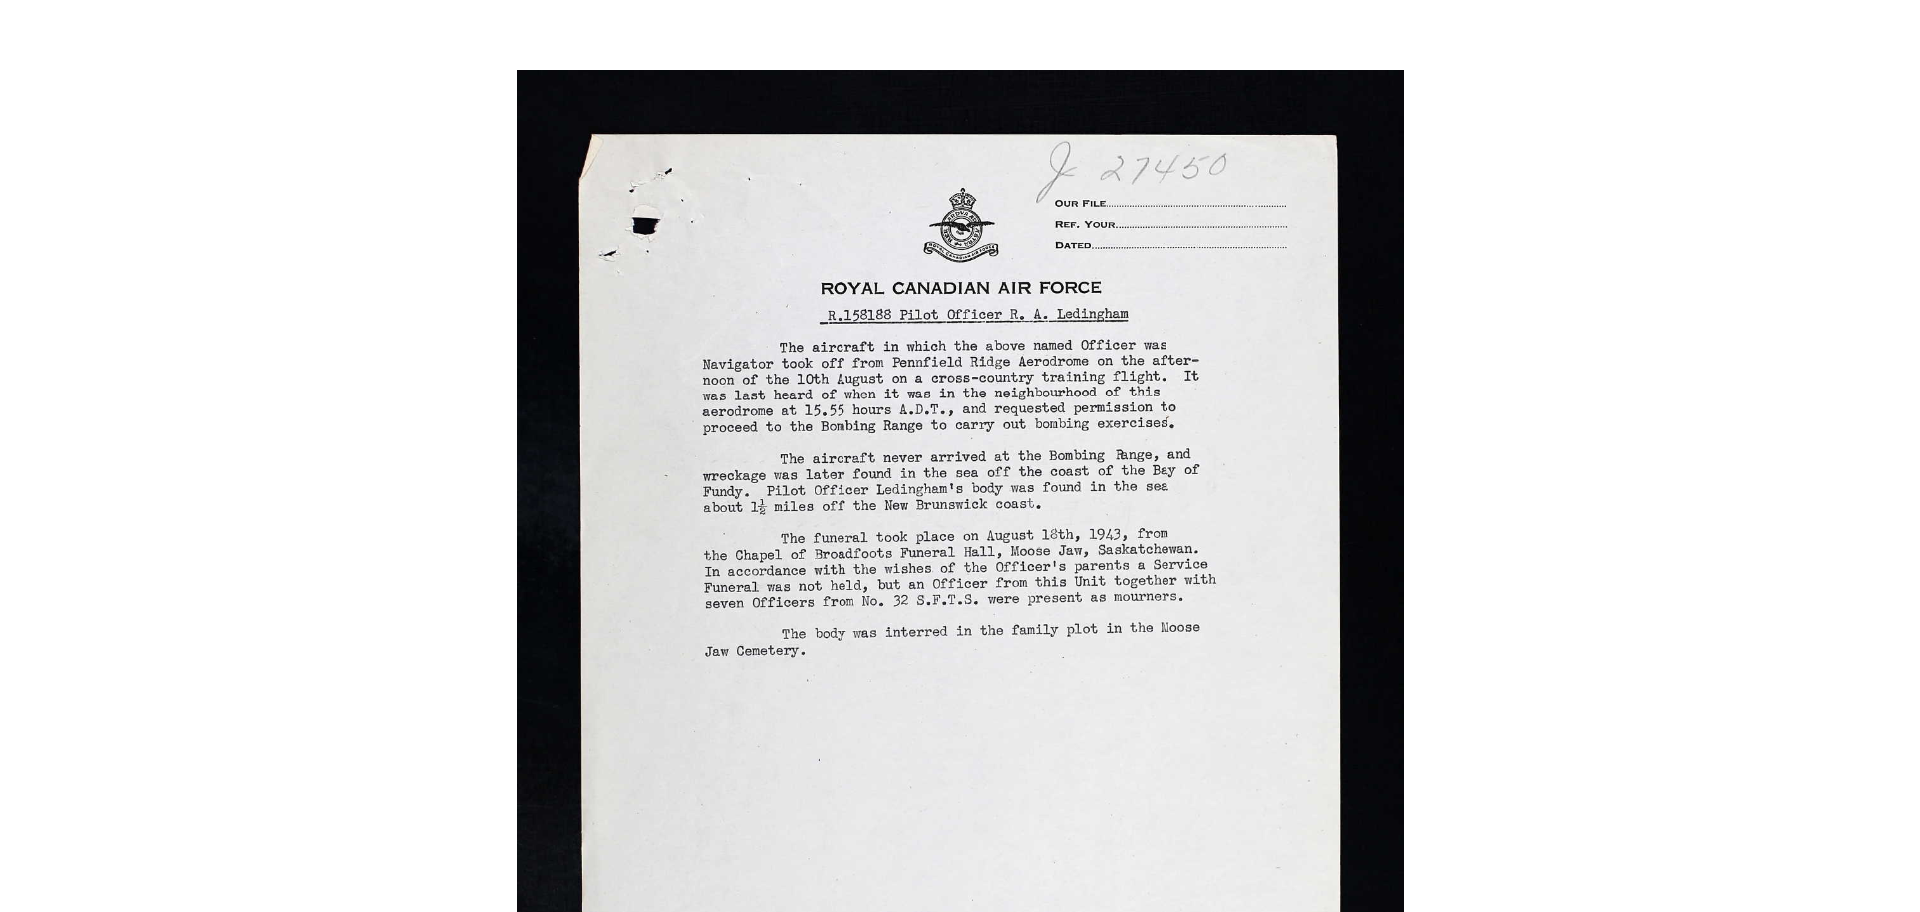 J 27450
OUR FILE
REF. YOUR
DATED
ROYAL CANADIAN AIR FORCE
ROYAL CANADIAN AIR FORCE
R.158188 Pilot Officer R. A. Ledingham
The aircraft in which the above named Officer was
Navigator took off from Pennfield Ridge Aerodrome on the after-
noon of the 10th August on a cross-country training flight. It
was last heard of when it was in the neighbourhood of this
aerodrome at 15.55 hours A.D.T., and requested permission to
proceed to the Bombing Range to carry out bombing exercises.
The aircraft never arrived at the Bombing Range, and
wreckage was later found in the sea off the coast of the Bay of
Fundy. Pilot Officer Ledingham's body was found in the sea
about 1½ miles off the New Brunswick coast.
The funeral took place on August 18th, 1943, from
the Chapel of Broadfoots Funeral Hall, Moose Jaw, Saskatchewan.
In accordance with the wishes of the Officer's parents a Service
Funeral was not held, but an Officer from this Unit together with
seven Officers from No. 32 S.F.T.S. were present as mourners.
The body was interred in the family plot in the Moose
Jaw Cemetery.